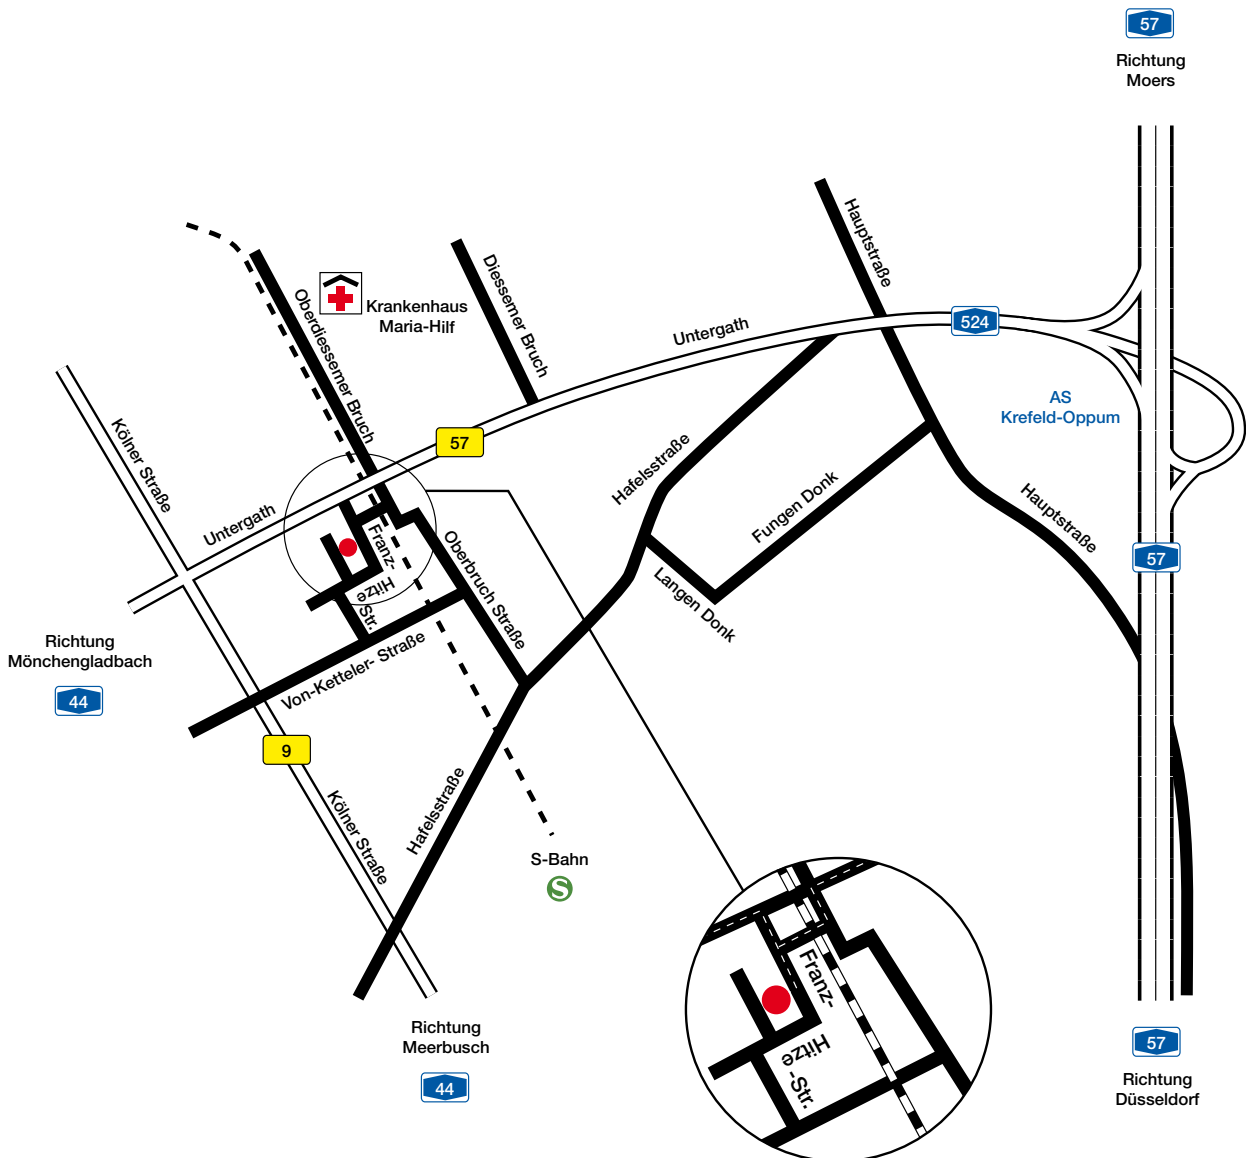 57
Richtung
Moers
Hauptstraße
Diessemer Bruch
Oberdiessemer Bruch
Krankenhaus
Maria-Hilf
Untergath
524
AS
Krefeld-Oppum
Kölner Straße
57
Hafelsstraße
Fungen Donk
Hauptstraße
Untergath
Franz-
Hitze
-Str.
Oberbruch Straße
57
Langen Donk
Richtung
Mönchengladbach
44
Von-Ketteler- Straße
9
Kölner Straße
Hafelsstraße
S-Bahn
S
Franz-
Hitze
-Str.
Richtung
Meerbusch
44
57
Richtung
Düsseldorf